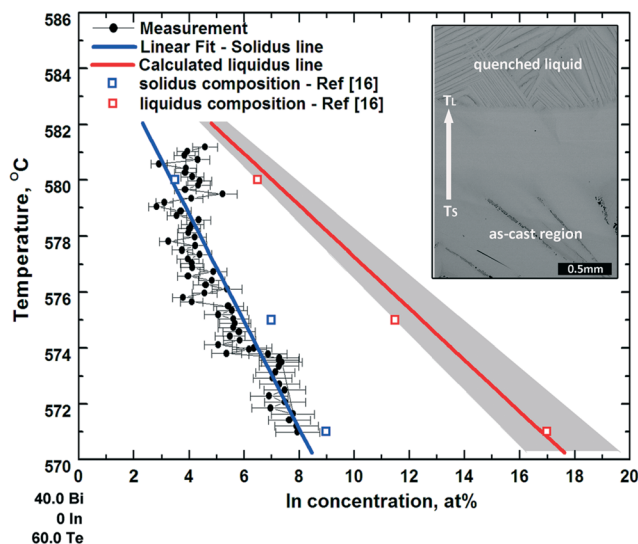 586
584
582
580
578
576
574
572
570
Temperature, °C
Measurement
Linear Fit - Solidus line
Calculated liquidus line
solidus composition - Ref [16]
liquidus composition - Ref [16]
quenched liquid
TL
TS
as-cast region
0.5mm
0 2 4 6 8 10 12 14 16 18 20
In concentration, at%
40.0 Bi
0 In
60.0 Te